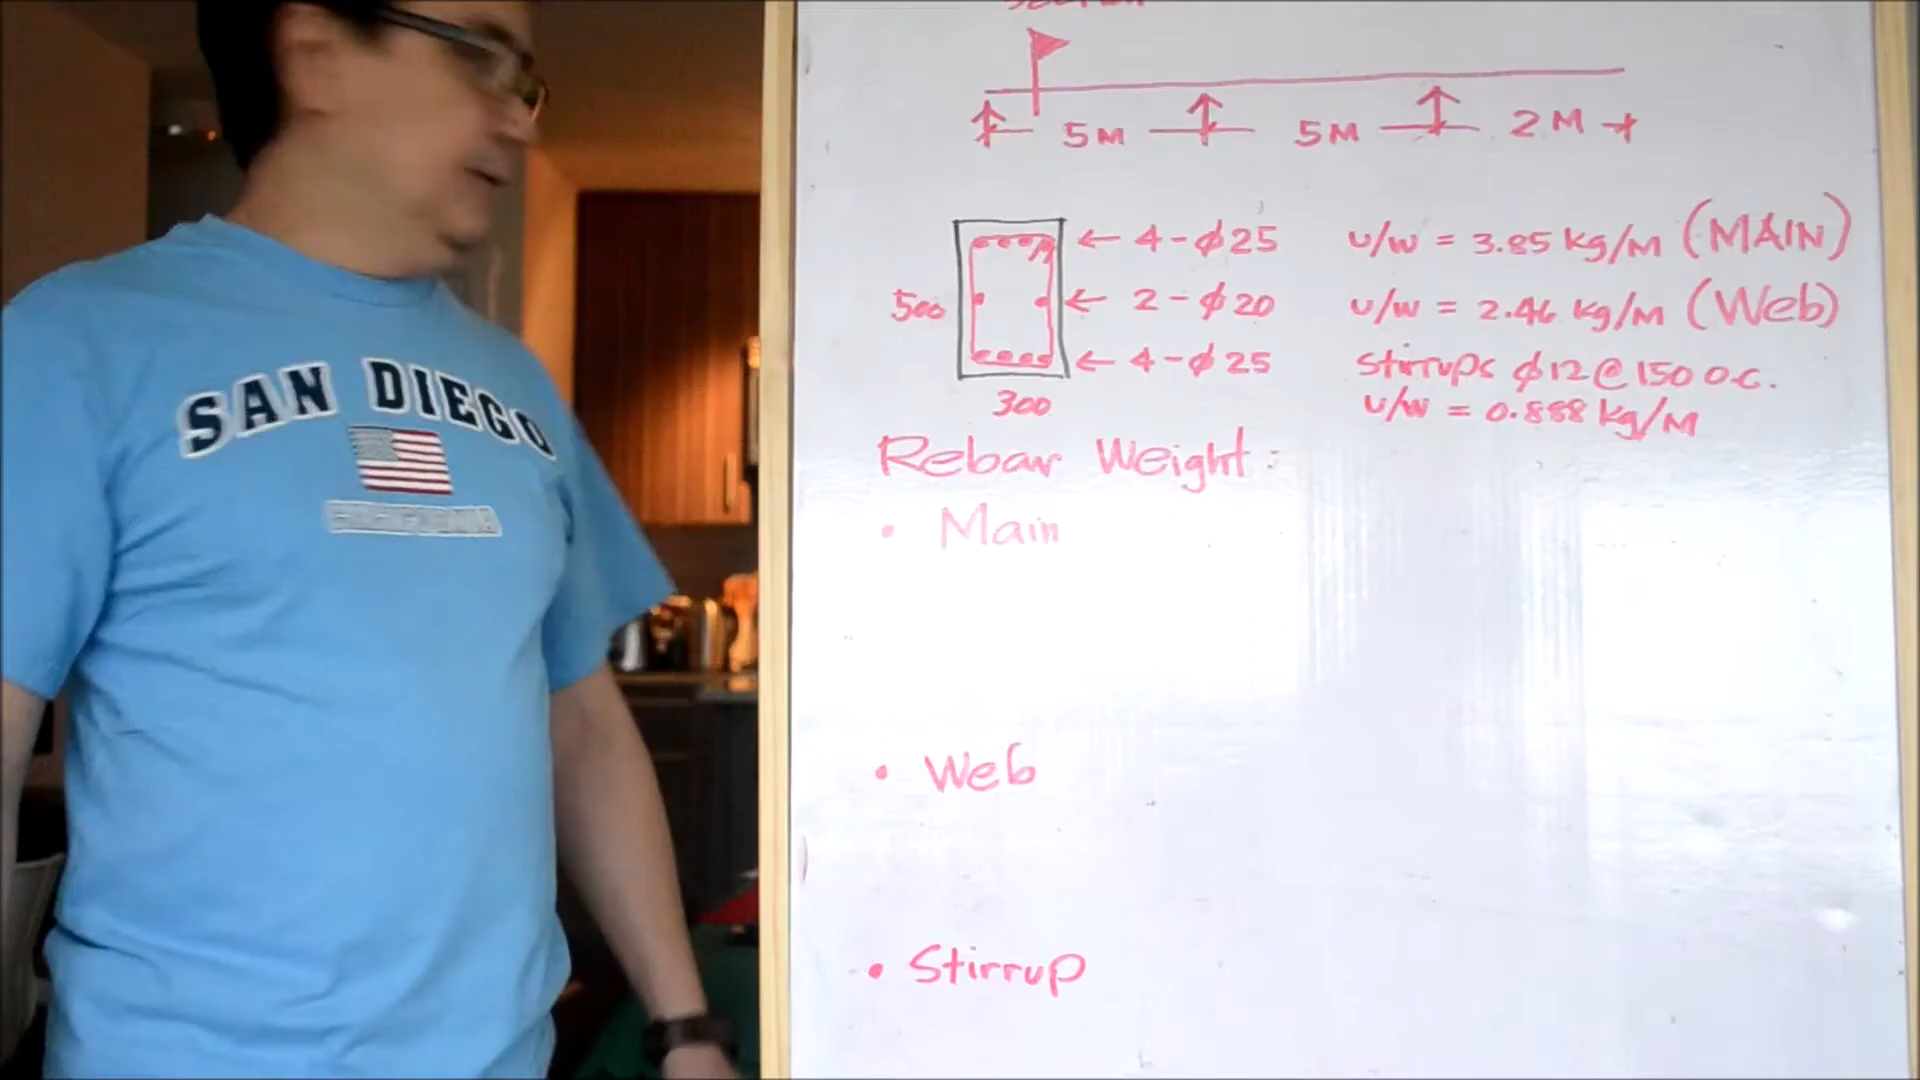 SAN DIEGO
5M 5M 2M
← 4-ϕ25 u/w = 3.85 kg/M (MAIN)
500 ← 2-ϕ20 u/w = 2.46 kg/M (Web)
← 4-ϕ25 stirrups ϕ12@150 O.C.
300 u/w = 0.888 kg/M
Rebar Weight:
• Main
• Web
• Stirrup